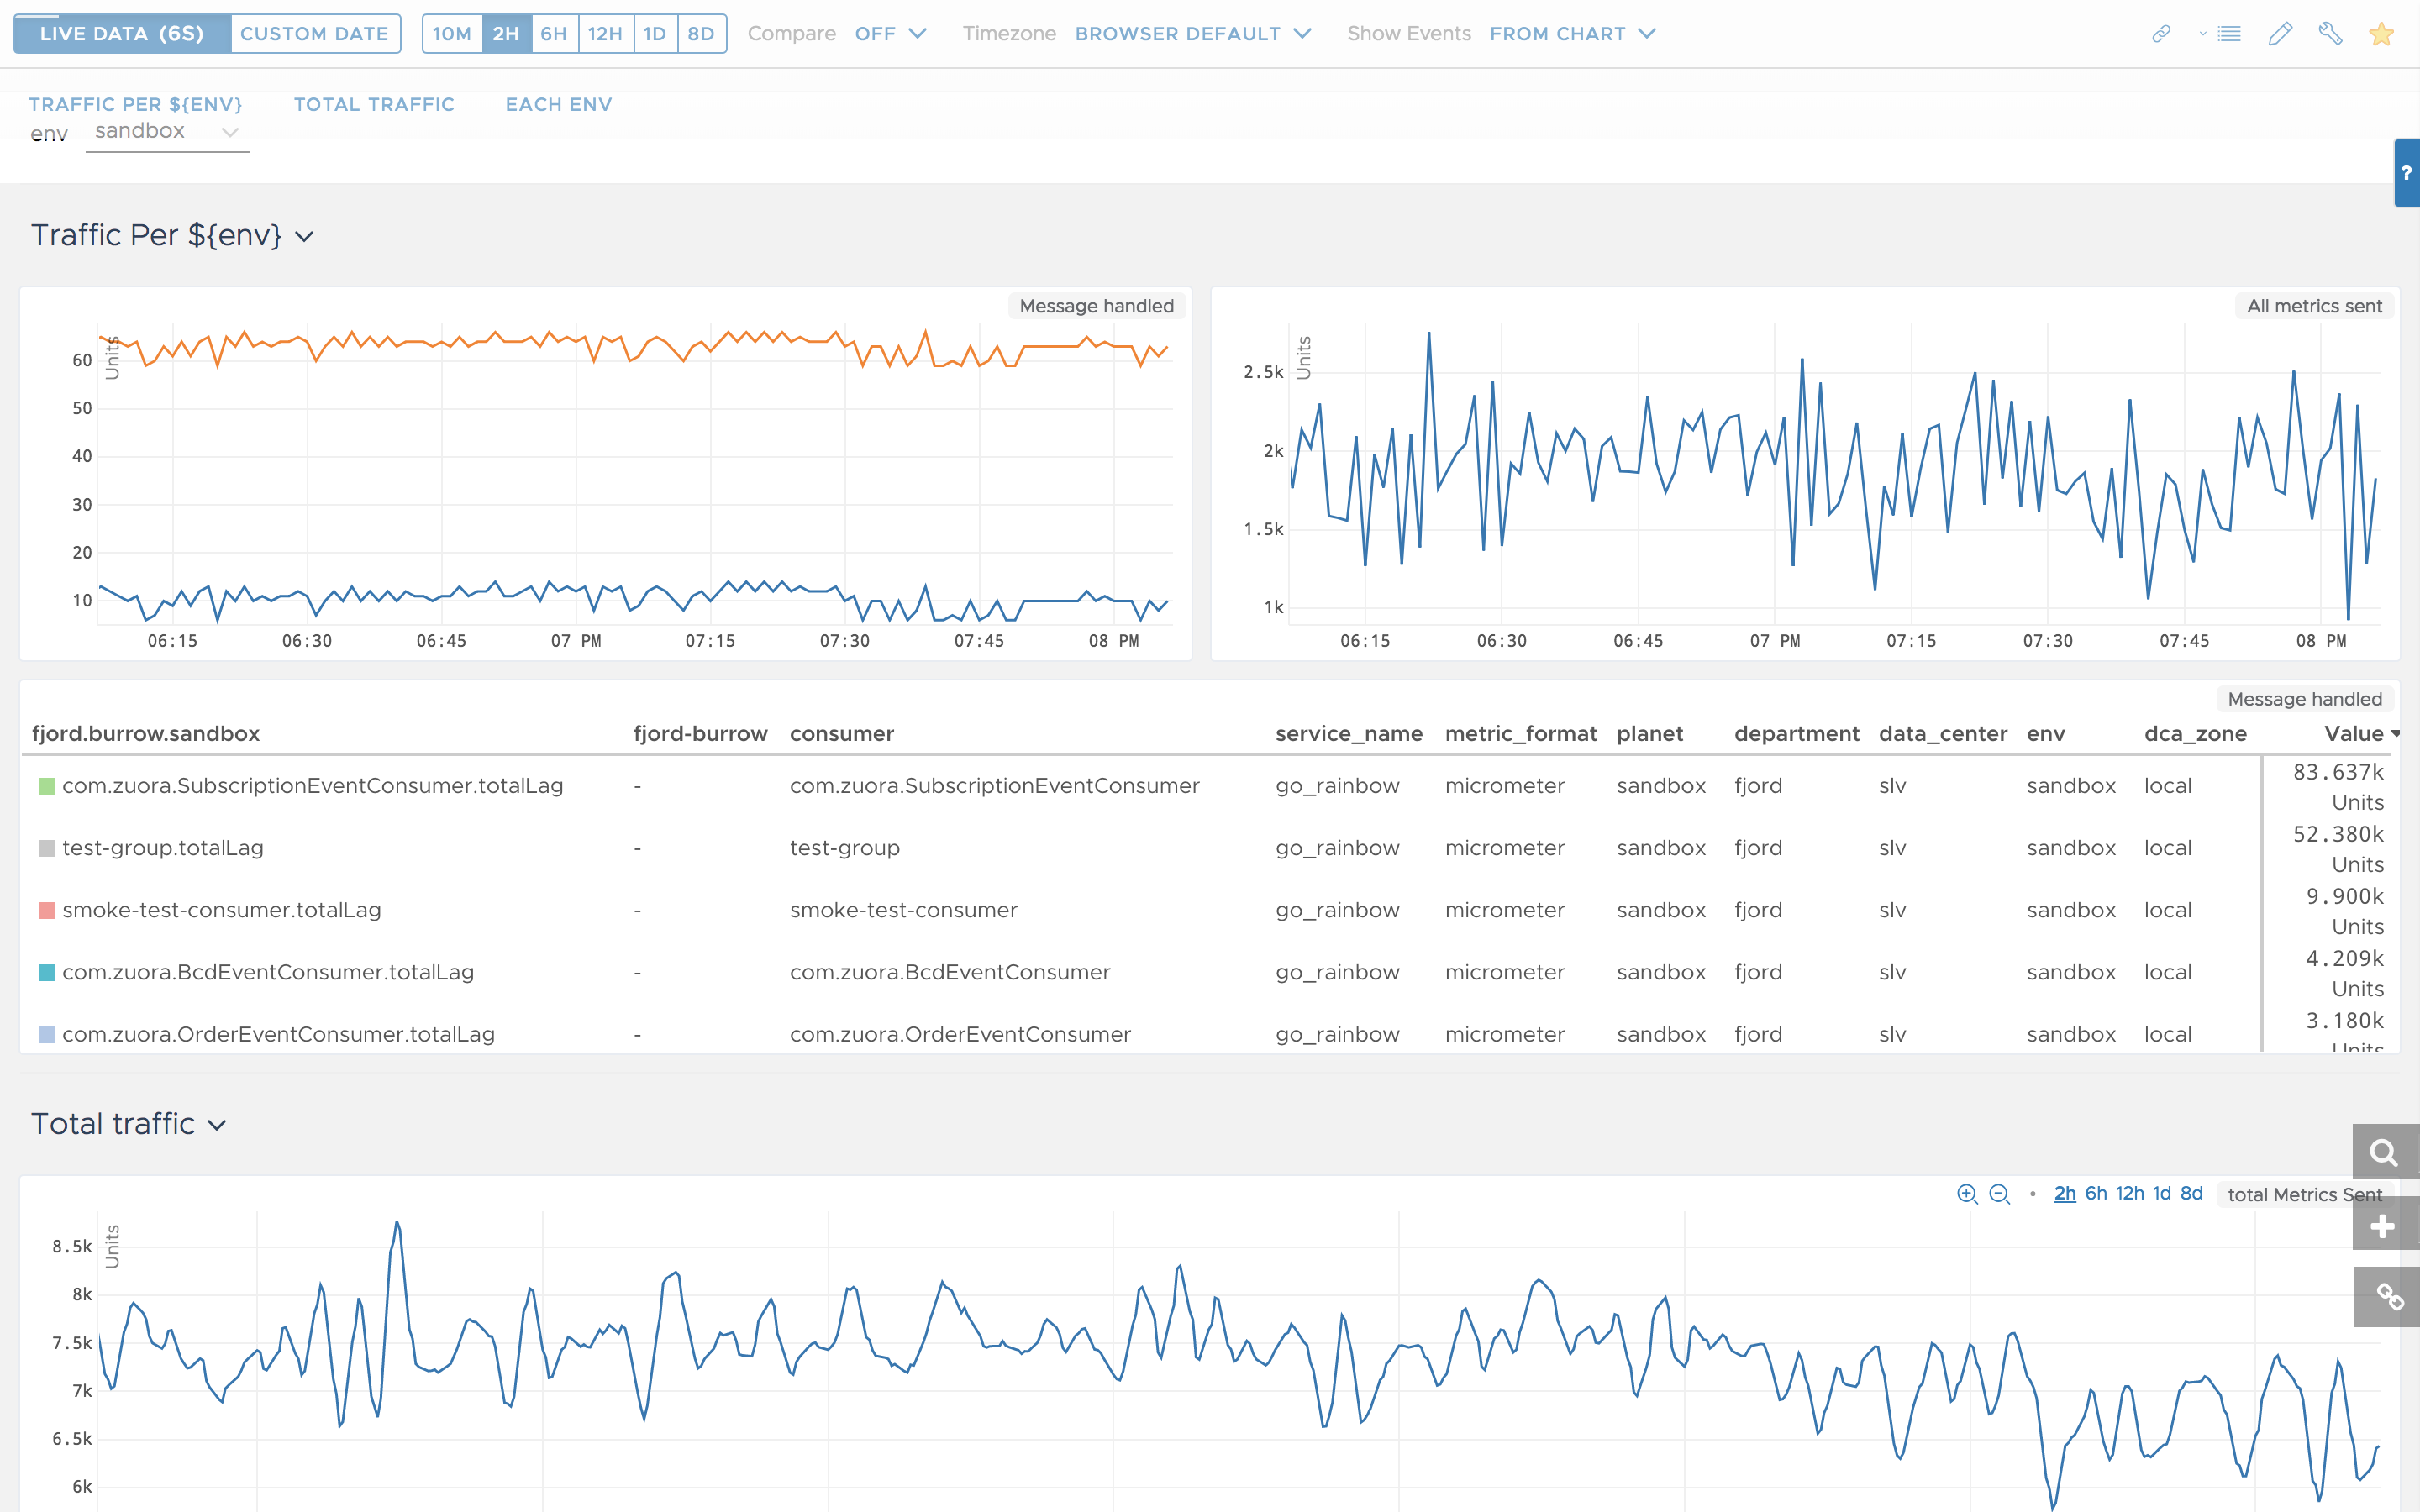 LIVE DATA (6S) CUSTOM DATE 10M 2H 6H 12H 1D 8D Compare OFF Timezone BROWSER DEFAULT Show Events FROM CHART
TRAFFIC PER ${ENV} TOTAL TRAFFIC EACH ENV
env sandbox
?
Traffic Per ${env}
Message handled
Units
60
50
40
30
20
10
06:15 06:30 06:45 07 PM 07:15 07:30 07:45 08 PM
All metrics sent
Units
2.5k
2k
1.5k
1k
06:15 06:30 06:45 07 PM 07:15 07:30 07:45 08 PM
Message handled
fjord.burrow.sandbox fjord-burrow consumer service_name metric_format planet department data_center env dca_zone Value
com.zuora.SubscriptionEventConsumer.totalLag - com.zuora.SubscriptionEventConsumer go_rainbow micrometer sandbox fjord slv sandbox local 83.637k Units
test-group.totalLag - test-group go_rainbow micrometer sandbox fjord slv sandbox local 52.380k Units
smoke-test-consumer.totalLag - smoke-test-consumer go_rainbow micrometer sandbox fjord slv sandbox local 9.900k Units
com.zuora.BcdEventConsumer.totalLag - com.zuora.BcdEventConsumer go_rainbow micrometer sandbox fjord slv sandbox local 4.209k Units
com.zuora.OrderEventConsumer.totalLag - com.zuora.OrderEventConsumer go_rainbow micrometer sandbox fjord slv sandbox local 3.180k Units
Total traffic
2h 6h 12h 1d 8d total Metrics Sent
Units
8.5k
8k
7.5k
7k
6.5k
6k